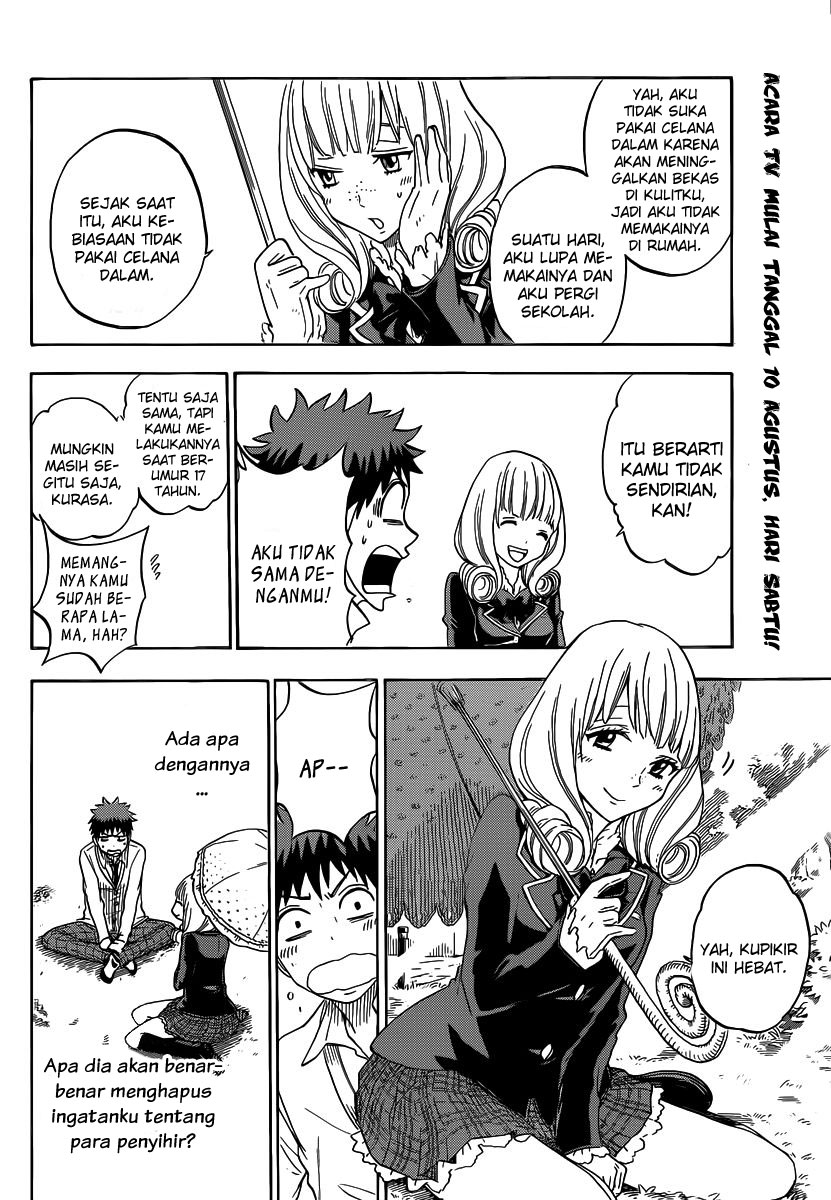 ACARA TV MULAI TANGGAL 10 AGUSTUS, HARI SABTU!
YAH, AKU
TIDAK SUKA
PAKAI CELANA
DALAM KARENA
AKAN MENING-
GALKAN BEKAS
DI KULITKU,
JADI AKU TIDAK
MEMAKAINYA
DI RUMAH.
SUATU HARI,
AKU LUPA ME-
MAKAINYA DAN
AKU PERGI
SEKOLAH.
SEJAK SAAT
ITU, AKU KE-
BIASAAN TIDAK
PAKAI CELANA
DALAM.
ITU BERARTI
KAMU TIDAK
SENDIRIAN,
KAN!
AKU TIDAK
SAMA DE-
NGANMU!
TENTU SAJA
SAMA, TAPI
KAMU ME-
LAKUKANNYA
SAAT BER-
UMUR 17
TAHUN.
MUNGKIN
MASIH SE-
GITU SAJA,
KURASA.
MEMANG-
NYA KAMU
SUDAH BE-
RAPA LA-
MA, HAH?
YAH, KUPIKIR
INI HEBAT.
AP--
Ada apa
dengannya
...
Apa dia akan benar-
benar menghapus
ingatanku tentang
para penyihir?